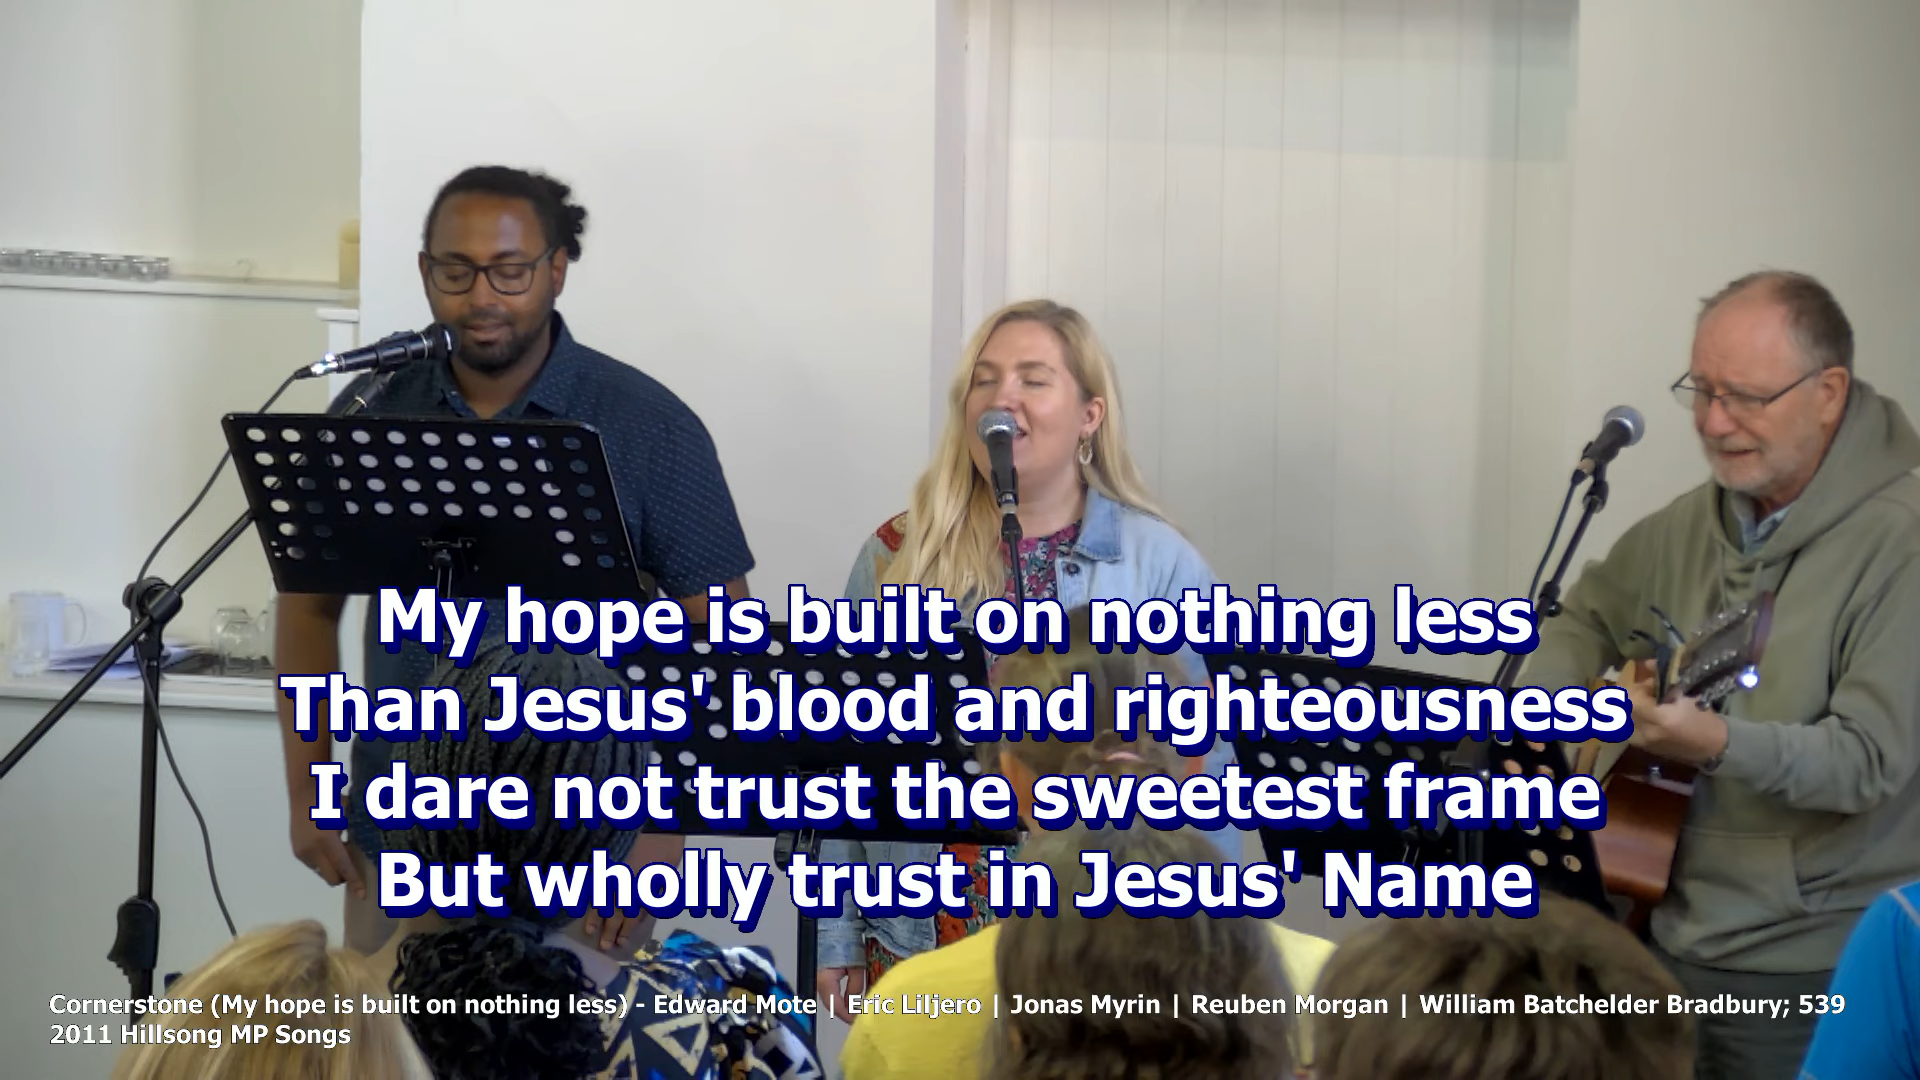 My hope is built on nothing less
Than Jesus' blood and righteousness
I dare not trust the sweetest frame
But wholly trust in Jesus' Name
Cornerstone (My hope is built on nothing less) - Edward Mote | Eric Liljero | Jonas Myrin | Reuben Morgan | William Batchelder Bradbury; 539
2011 Hillsong MP Songs